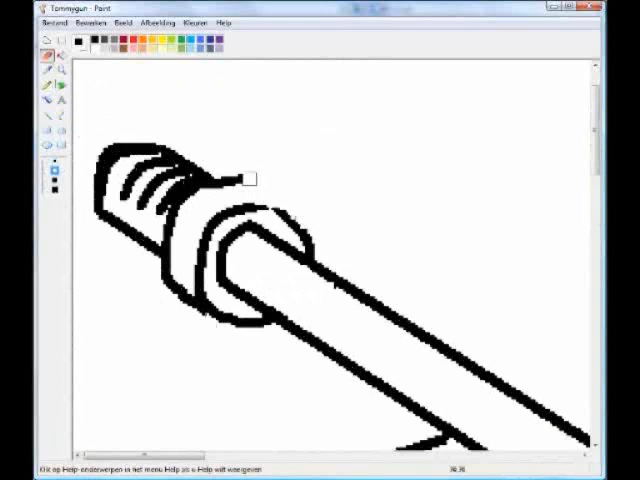 Tommygun - Paint
Bestand Bewerken Beeld Afbeelding Kleuren Help
Klik op Help-onderwerpen in het menu Help als u Help wilt weergeven